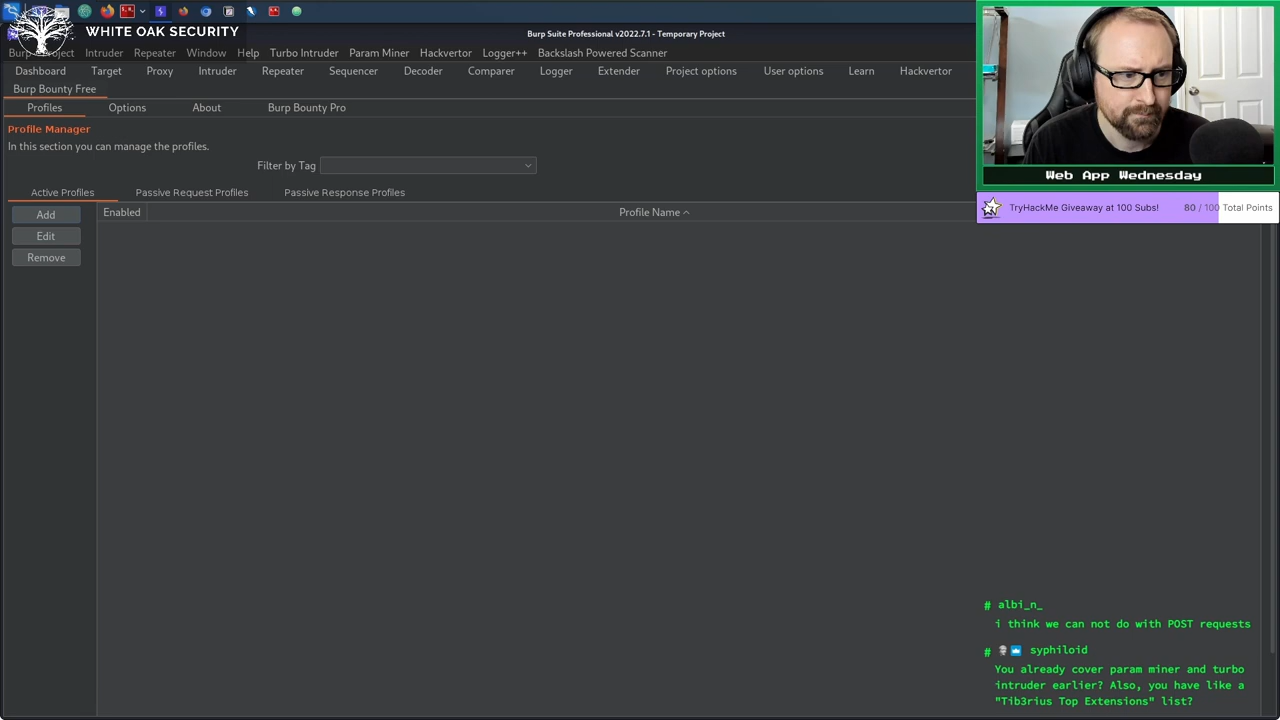 WHITE OAK SECURITY
Burp Suite Professional v2022.7.1 - Temporary Project
Burp Project Intruder Repeater Window Help Turbo Intruder Param Miner Hackvertor Logger++ Backslash Powered Scanner
Dashboard Target Proxy Intruder Repeater Sequencer Decoder Comparer Logger Extender Project options User options Learn Hackvertor
Burp Bounty Free
Profiles Options About Burp Bounty Pro
Profile Manager
In this section you can manage the profiles.
Filter by Tag
Active Profiles Passive Request Profiles Passive Response Profiles
Add
Edit
Remove
Enabled Profile Name
Web App Wednesday
TryHackMe Giveaway at 100 Subs! 80 / 100 Total Points
# albi_n_
i think we can not do with POST requests
# syphiloid
You already cover param miner and turbo
intruder earlier? Also, you have like a
"Tib3rius Top Extensions" list?